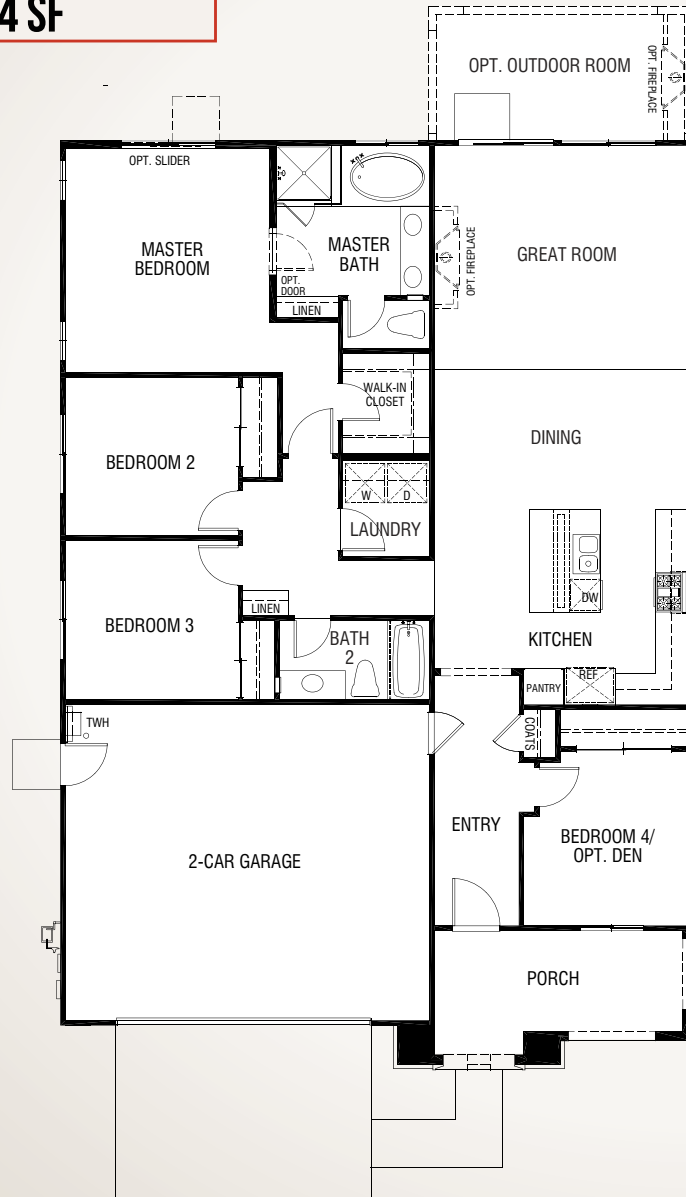 4 SF
OPT. OUTDOOR ROOM
OPT. FIREPLACE
OPT. SLIDER
MASTER
BEDROOM
MASTER
BATH
OPT.
DOOR
LINEN
OPT. FIREPLACE
GREAT ROOM
WALK-IN
CLOSET
DINING
BEDROOM 2
W
D
LAUNDRY
DW
LINEN
BEDROOM 3
BATH
2
KITCHEN
PANTRY
REF
TWH
COATS
ENTRY
BEDROOM 4/
OPT. DEN
2-CAR GARAGE
PORCH